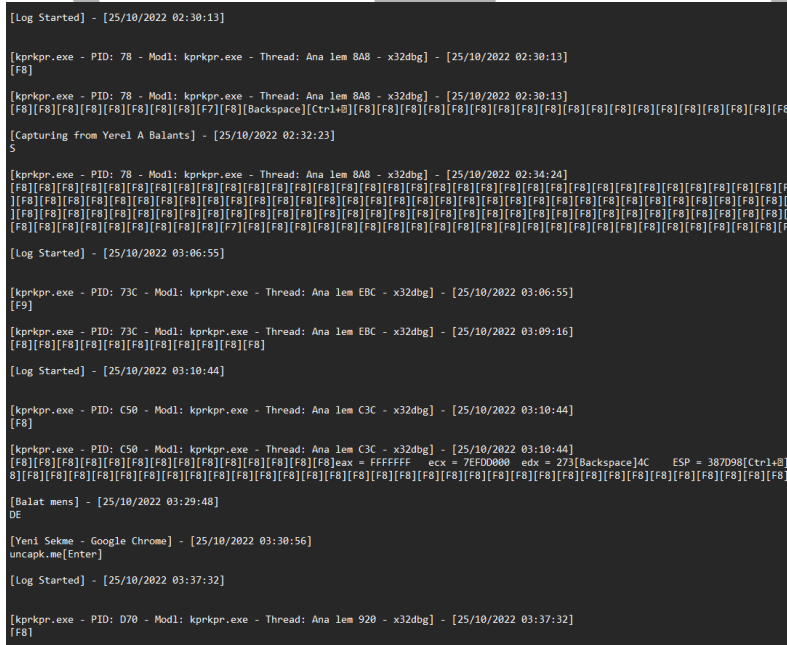 [Log Started] - [25/10/2022 02:30:13]
[kprkpr.exe - PID: 78 - Modl: kprkpr.exe - Thread: Ana lem 8A8 - x32dbg] - [25/10/2022 02:30:13]
[F8]
[kprkpr.exe - PID: 78 - Modl: kprkpr.exe - Thread: Ana lem 8A8 - x32dbg] - [25/10/2022 02:30:13]
[F8][F8][F8][F8][F8][F8][F8][F8][F7][F8][Backspace][Ctrl+⍰][F8][F8][F8][F8][F8][F8][F8][F8][F8][F8][F8][F8][F8][F8][F8][F8][F8][F8][F8
[Capturing from Yerel A Balants] - [25/10/2022 02:32:23]
S
[kprkpr.exe - PID: 78 - Modl: kprkpr.exe - Thread: Ana lem 8A8 - x32dbg] - [25/10/2022 02:34:24]
[F8][F8][F8][F8][F8][F8][F8][F8][F8][F8][F8][F8][F8][F8][F8][F8][F8][F8][F8][F8][F8][F8][F8][F8][F8][F8][F8][F8][F8][F8][F8][F8][F8][F
][F8][F8][F8][F8][F8][F8][F8][F8][F8][F8][F8][F8][F8][F8][F8][F8][F8][F8][F8][F8][F8][F8][F8][F8][F8][F8][F8][F8][F8][F8][F8][F8][F8][
][F8][F8][F8][F8][F8][F8][F8][F8][F8][F8][F8][F8][F8][F8][F8][F8][F8][F8][F8][F8][F8][F8][F8][F8][F8][F8][F8][F8][F8][F8][F8][F8][F8][
[F8][F8][F8][F8][F8][F8][F8][F8][F8][F7][F8][F8][F8][F8][F8][F8][F8][F8][F8][F8][F8][F8][F8][F8][F8][F8][F8][F8][F8][F8][F8][F8][F8][F
[Log Started] - [25/10/2022 03:06:55]
[kprkpr.exe - PID: 73C - Modl: kprkpr.exe - Thread: Ana lem EBC - x32dbg] - [25/10/2022 03:06:55]
[F9]
[kprkpr.exe - PID: 73C - Modl: kprkpr.exe - Thread: Ana lem EBC - x32dbg] - [25/10/2022 03:09:16]
[F8][F8][F8][F8][F8][F8][F8][F8][F8][F8][F8]
[Log Started] - [25/10/2022 03:10:44]
[kprkpr.exe - PID: C50 - Modl: kprkpr.exe - Thread: Ana lem C3C - x32dbg] - [25/10/2022 03:10:44]
[F8]
[kprkpr.exe - PID: C50 - Modl: kprkpr.exe - Thread: Ana lem C3C - x32dbg] - [25/10/2022 03:10:44]
[F8][F8][F8][F8][F8][F8][F8][F8][F8][F8][F8][F8][F8][F8]eax = FFFFFFF   ecx = 7EFDD000  edx = 273[Backspace]4C     ESP = 387D98[Ctrl+⍰]
8][F8][F8][F8][F8][F8][F8][F8][F8][F8][F8][F8][F8][F8][F8][F8][F8][F8][F8][F8][F8][F8][F8][F8][F8][F8][F8][F8][F8][F8][F8][F8][F8][F8]
[Balat mens] - [25/10/2022 03:29:48]
DE
[Yeni Sekme - Google Chrome] - [25/10/2022 03:30:56]
uncapk.me[Enter]
[Log Started] - [25/10/2022 03:37:32]
[kprkpr.exe - PID: D70 - Modl: kprkpr.exe - Thread: Ana lem 920 - x32dbg] - [25/10/2022 03:37:32]
[F8]